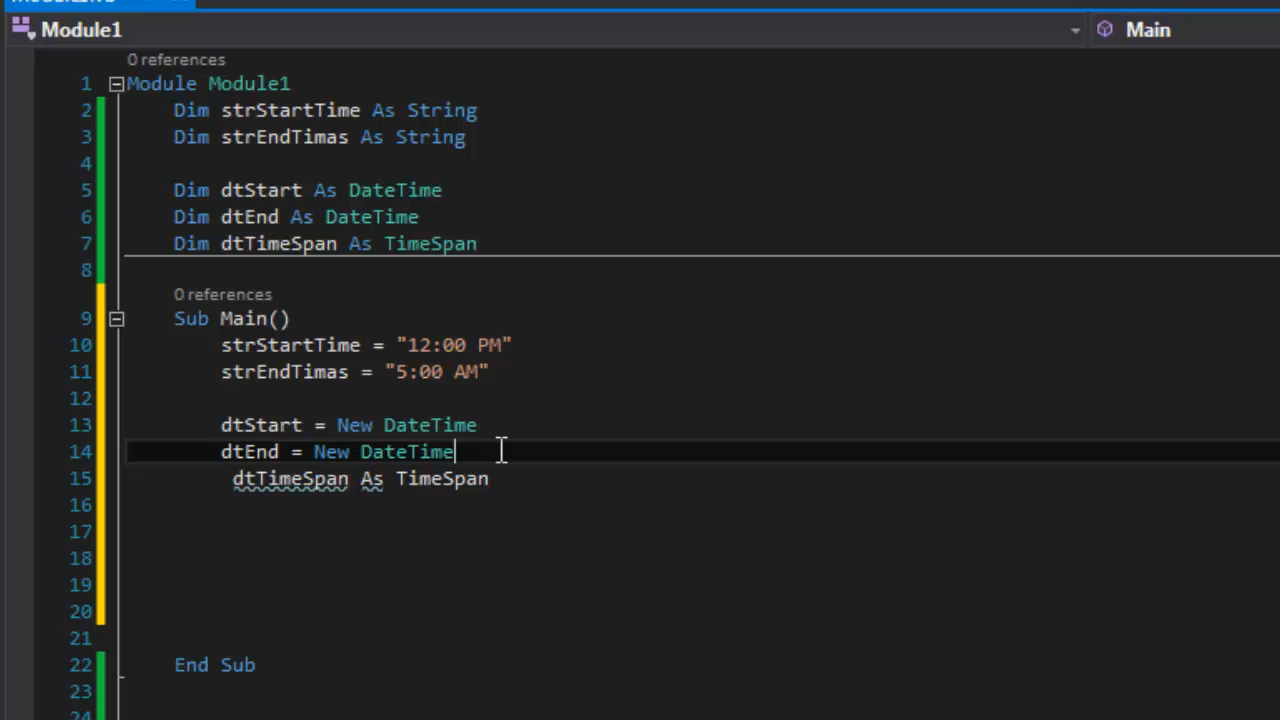 Module1
Main
0 references
1 Module Module1
2 Dim strStartTime As String
3 Dim strEndTimas As String
4
5 Dim dtStart As DateTime
6 Dim dtEnd As DateTime
7 Dim dtTimeSpan As TimeSpan
8
0 references
9 Sub Main()
10 strStartTime = "12:00 PM"
11 strEndTimas = "5:00 AM"
12
13 dtStart = New DateTime
14 dtEnd = New DateTime
15 dtTimeSpan As TimeSpan
16
17
18
19
20
21
22 End Sub
23
24